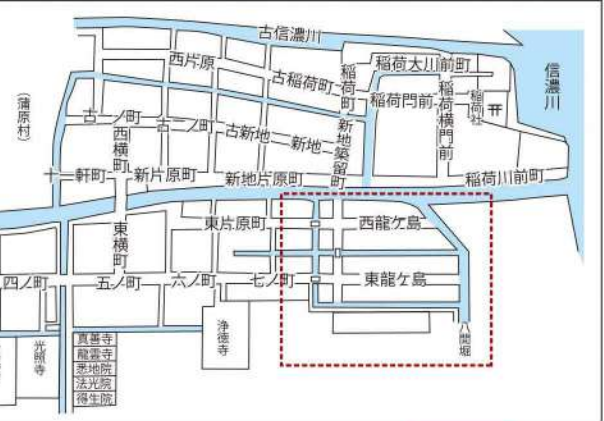 古信濃川
信濃川
西片原
稲荷大川前町
(蒲原村)
古稲荷町
稲荷町
稲荷門前
稲荷横門前
稲荷社
古一ノ町
西横町
古二ノ町
古新地
新地
新地築留町
十一軒町
新片原町
新地片原町
稲荷川前町
東横町
東片原町
西龍ケ島
四ノ町
五ノ町
六ノ町
七ノ町
東龍ケ島
光照寺
真善寺
龍雲寺
悉地院
法光院
得生院
浄徳寺
八間堀